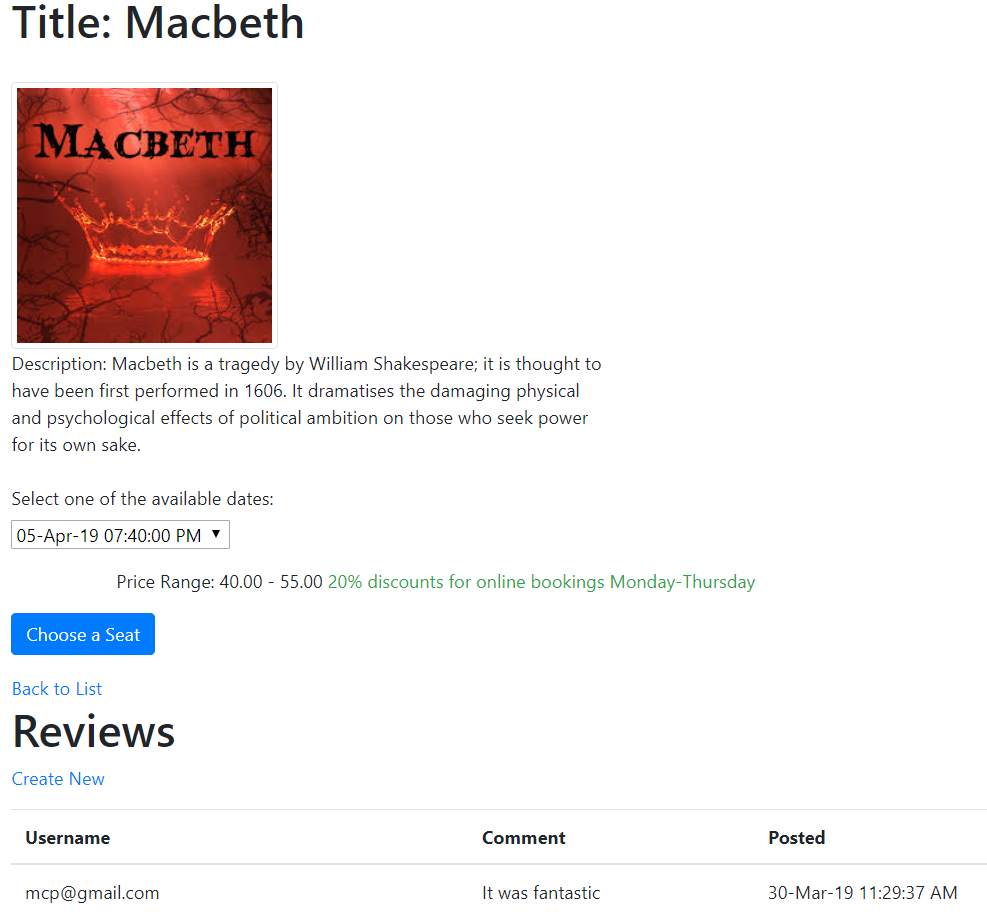 Title: Macbeth
MACBETH
Description: Macbeth is a tragedy by William Shakespeare; it is thought to
have been first performed in 1606. It dramatises the damaging physical
and psychological effects of political ambition on those who seek power
for its own sake.
Select one of the available dates:
05-Apr-19 07:40:00 PM
Price Range: 40.00 - 55.00 20% discounts for online bookings Monday-Thursday
Choose a Seat
Back to List
Reviews
Create New
Username Comment Posted
mcp@gmail.com It was fantastic 30-Mar-19 11:29:37 AM